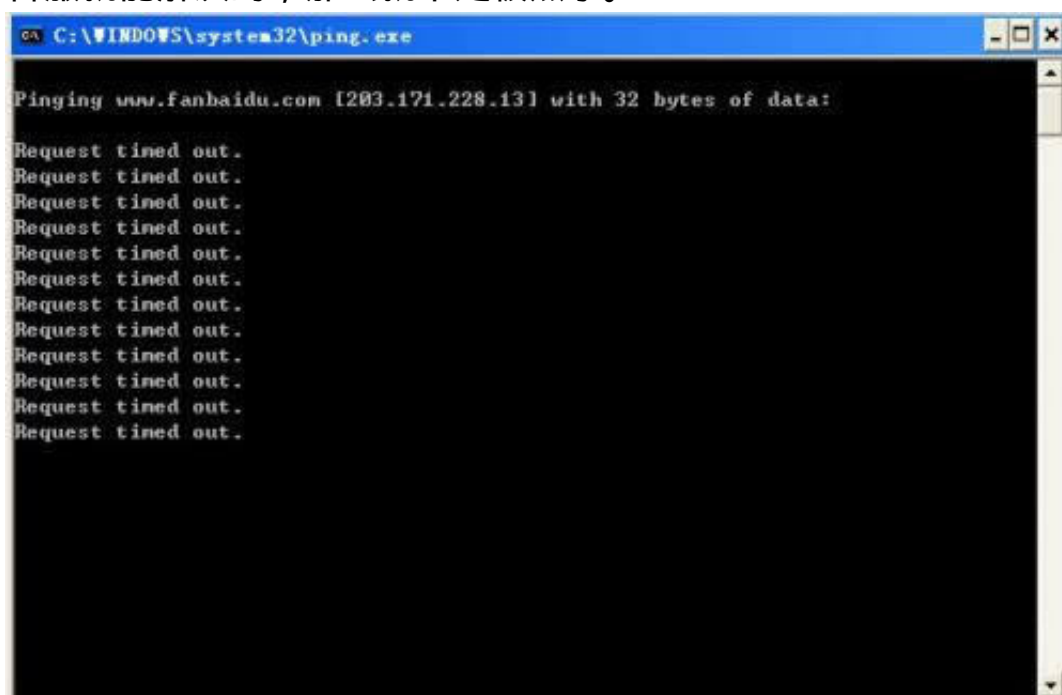 C:\WINDOWS\system32\ping.exe
Pinging www.fanbaidu.com [203.171.228.13] with 32 bytes of data:
Request timed out.
Request timed out.
Request timed out.
Request timed out.
Request timed out.
Request timed out.
Request timed out.
Request timed out.
Request timed out.
Request timed out.
Request timed out.
Request timed out.